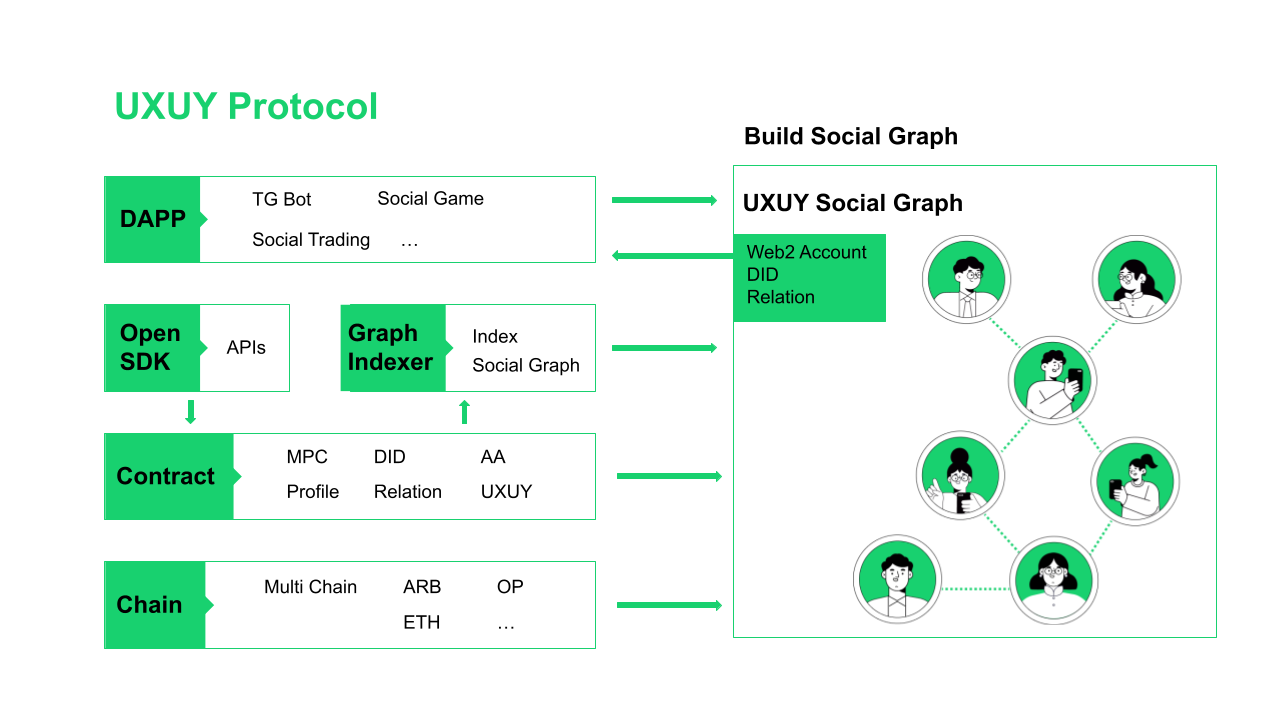 UXUY Protocol
DAPP
TG Bot
Social Game
Social Trading
…
Open
SDK
APIs
Graph
Indexer
Index
Social Graph
Contract
MPC
DID
AA
Profile
Relation
UXUY
Chain
Multi Chain
ARB
OP
ETH
…
Build Social Graph
UXUY Social Graph
Web2 Account
DID
Relation